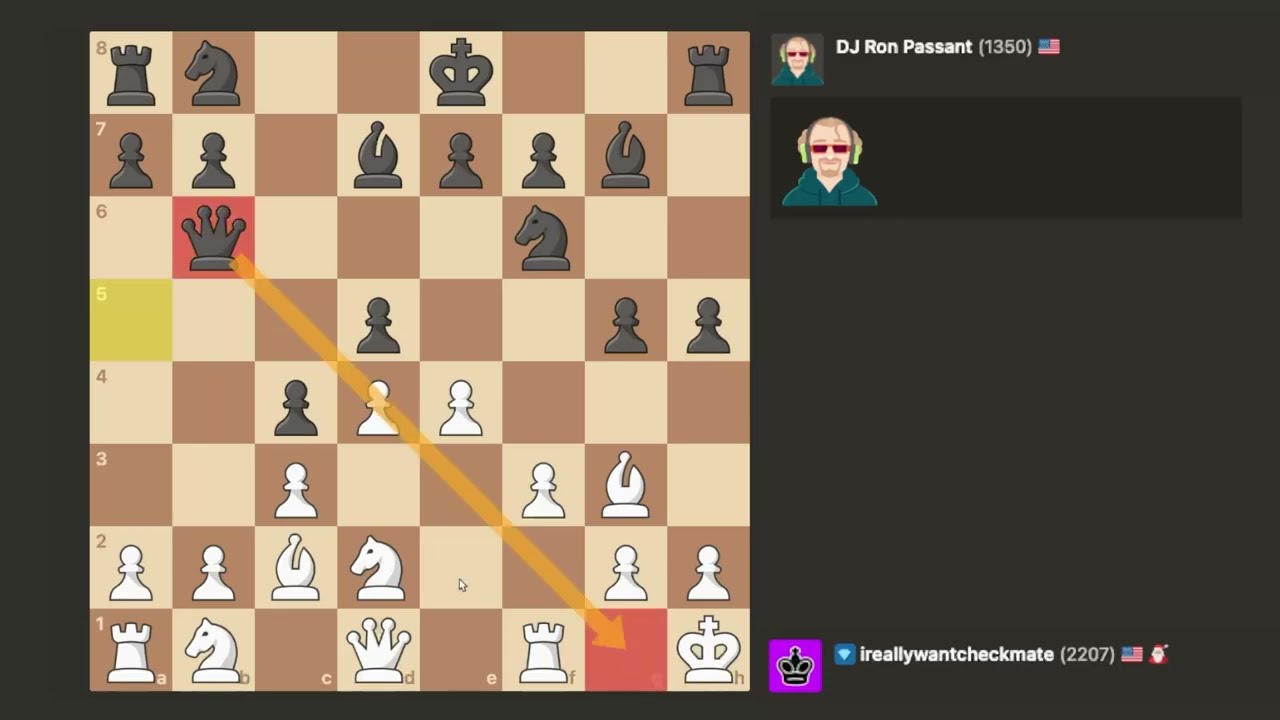 8
DJ Ron Passant (1350)
7
6
5
4
3
2
1
a b c d e f g h
ireallywantcheckmate (2207)